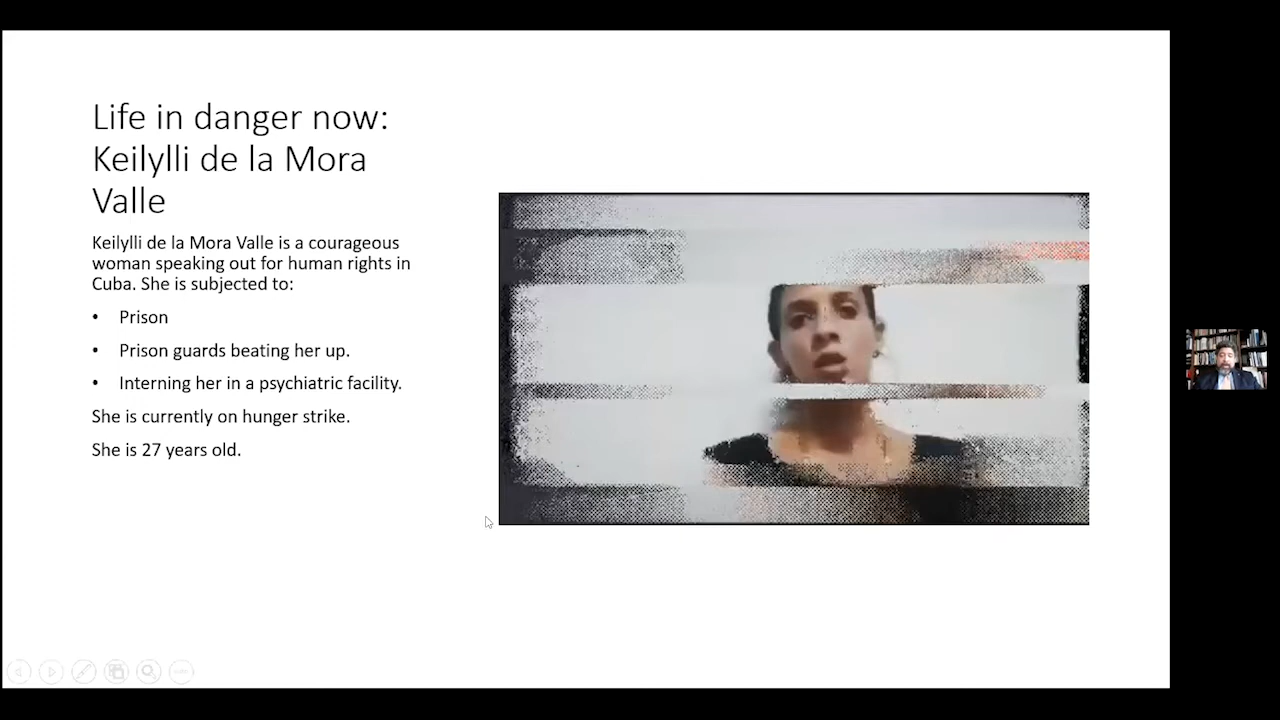 Life in danger now:
Keilylli de la Mora
Valle
Keilylli de la Mora Valle is a courageous
woman speaking out for human rights in
Cuba. She is subjected to:
• Prison
• Prison guards beating her up.
• Interning her in a psychiatric facility.
She is currently on hunger strike.
She is 27 years old.